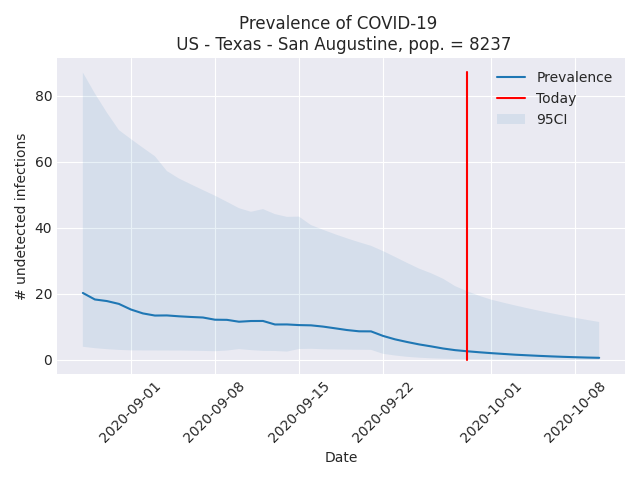 Prevalence of COVID-19
US - Texas - San Augustine, pop. = 8237
Prevalence
Today
95CI
# undetected infections
80
60
40
20
0
2020-09-01
2020-09-08
2020-09-15
2020-09-22
2020-10-01
2020-10-08
Date